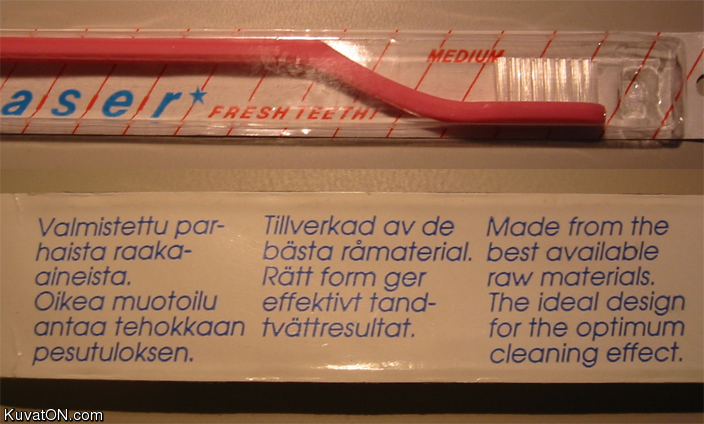 MEDIUM
aser*
FRESH TEETH!
Valmistettu par-
haista raaka-
aineista.
Oikea muotoilu
antaa tehokkaan
pesutuloksen.
Tillverkad av de
bästa råmaterial.
Rätt form ger
effektivt tand-
tvättresultat.
Made from the
best available
raw materials.
The ideal design
for the optimum
cleaning effect.
KuvatON.com